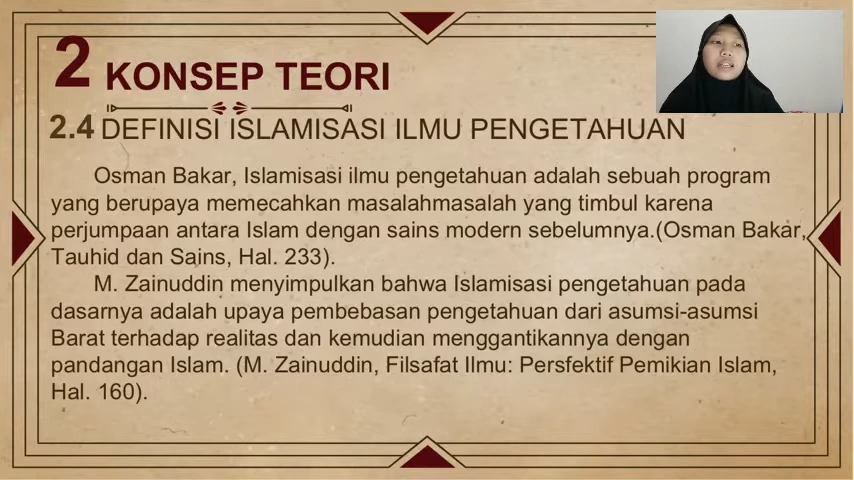 2 KONSEP TEORI
2.4 DEFINISI ISLAMISASI ILMU PENGETAHUAN
Osman Bakar, Islamisasi ilmu pengetahuan adalah sebuah program
yang berupaya memecahkan masalahmasalah yang timbul karena
perjumpaan antara Islam dengan sains modern sebelumnya.(Osman Bakar,
Tauhid dan Sains, Hal. 233).
M. Zainuddin menyimpulkan bahwa Islamisasi pengetahuan pada
dasarnya adalah upaya pembebasan pengetahuan dari asumsi-asumsi
Barat terhadap realitas dan kemudian menggantikannya dengan
pandangan Islam. (M. Zainuddin, Filsafat Ilmu: Persfektif Pemikian Islam,
Hal. 160).